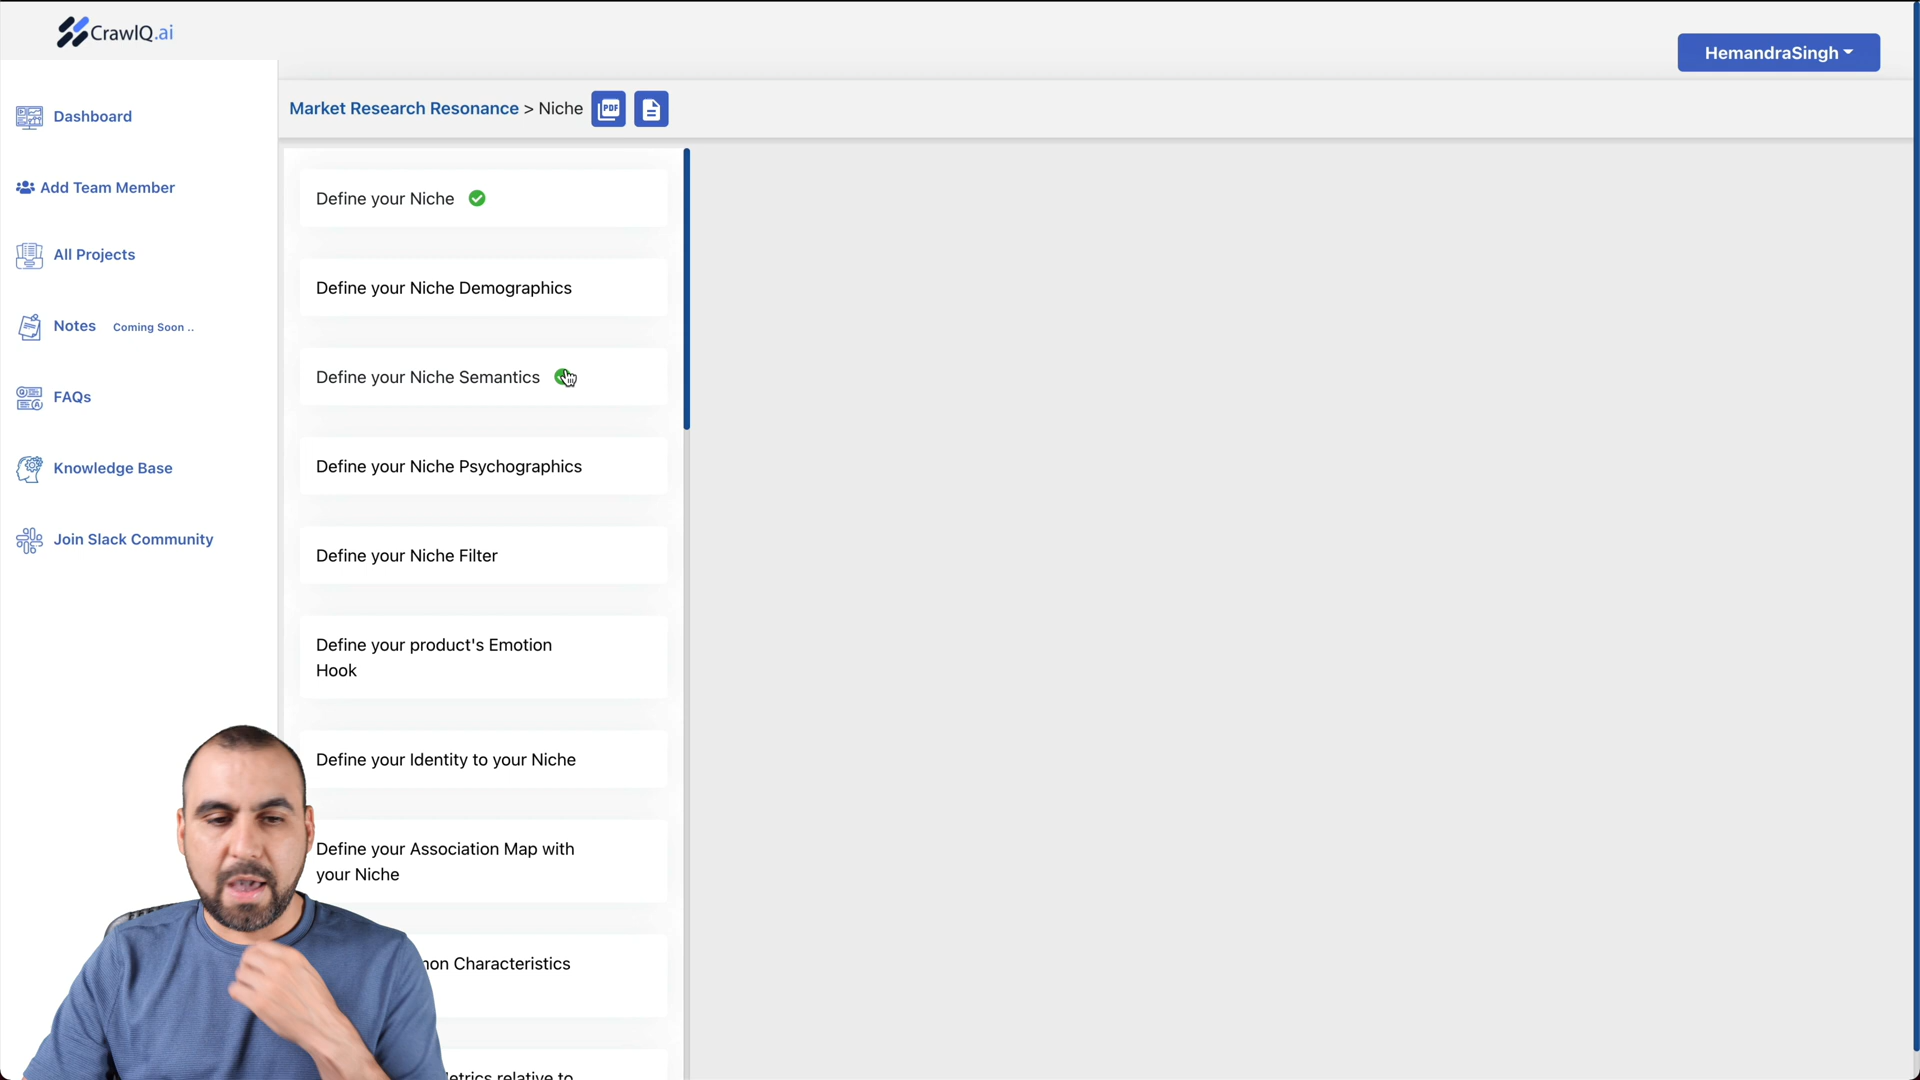 CrawlQ.ai
HemandraSingh
Dashboard
Add Team Member
All Projects
Notes Coming Soon ..
FAQs
Knowledge Base
Join Slack Community
Market Research Resonance > Niche
PDF
Define your Niche
Define your Niche Demographics
Define your Niche Semantics
Define your Niche Psychographics
Define your Niche Filter
Define your product's Emotion
Hook
Define your Identity to your Niche
Define your Association Map with
your Niche
Characteristics
relative to